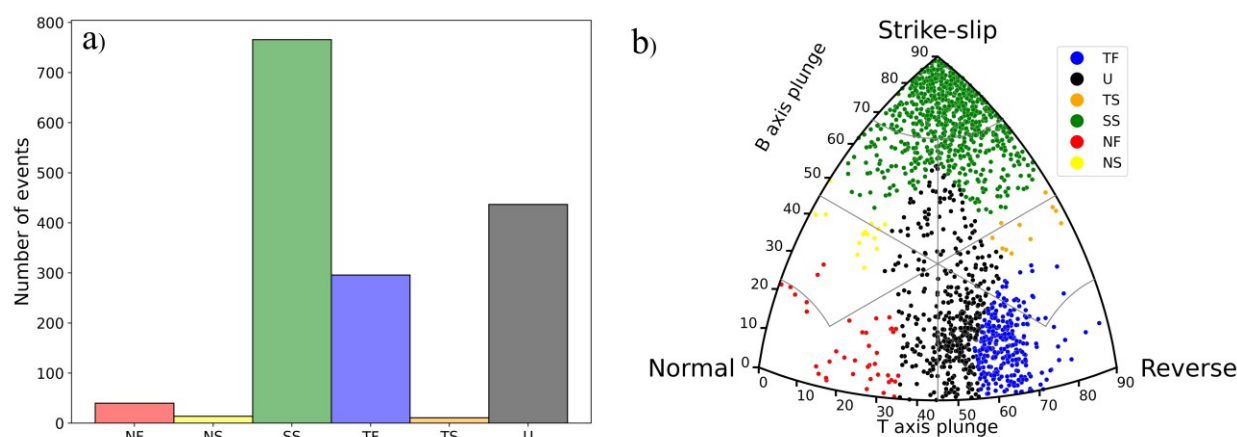 a)
Number of events
800
700
600
500
400
300
200
100
0
NF NS SS TF TS U
b)
Strike-slip
B axis plunge
90
80
70
60
50
40
30
20
10
0
TF
U
TS
SS
NF
NS
Normal
Reverse
0 10 20 30 40 50 60 70 80 90
T axis plunge